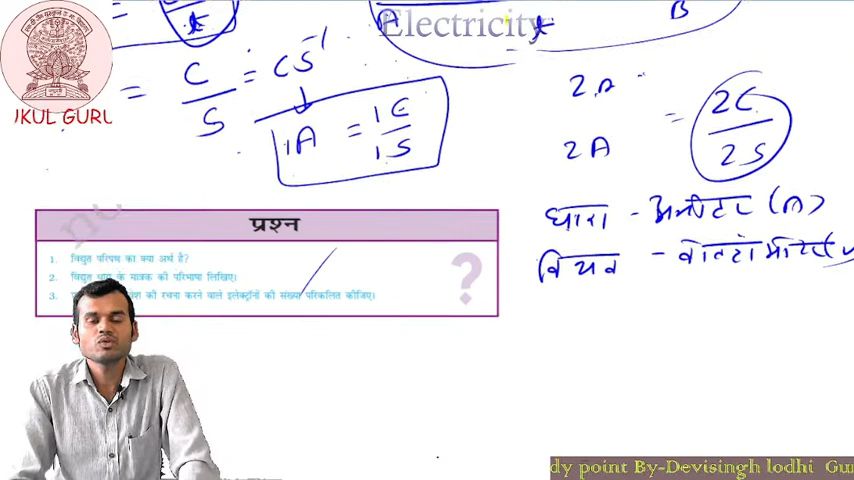 Electricity
A
t
B
= C/S = CS⁻¹
1A = 1C/1S
2A
2A = 2C/2S
IKUL GURU
धारा - अमीटर (A)
विभव - वोल्टमीटर (V
प्रश्न
1. विद्युत परिपथ का क्या अर्थ है?
2. विद्युत धारा के मात्रक की परिभाषा लिखिए।
3. की रचना करने वाले इलेक्ट्रॉनों की संख्या परिकलित कीजिए।
?
dy point By-Devisingh lodhi Gu